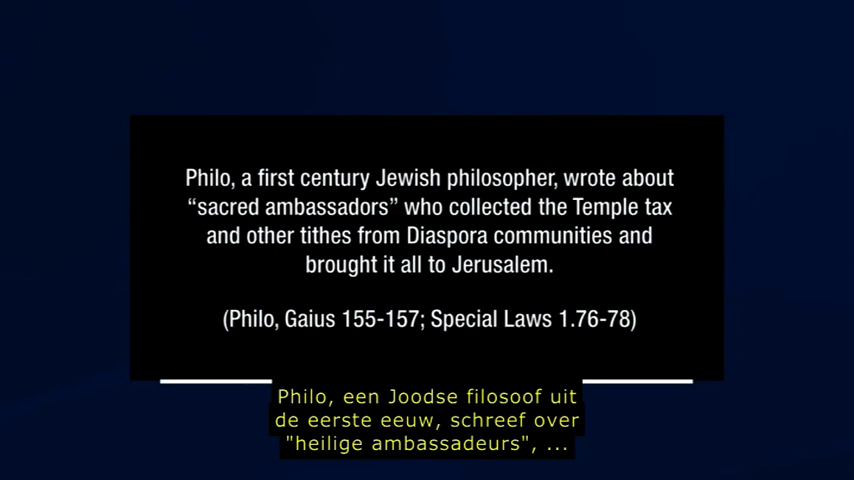 Philo, a first century Jewish philosopher, wrote about
“sacred ambassadors” who collected the Temple tax
and other tithes from Diaspora communities and
brought it all to Jerusalem.
(Philo, Gaius 155-157; Special Laws 1.76-78)
Philo, een Joodse filosoof uit
de eerste eeuw, schreef over
"heilige ambassadeurs", ...